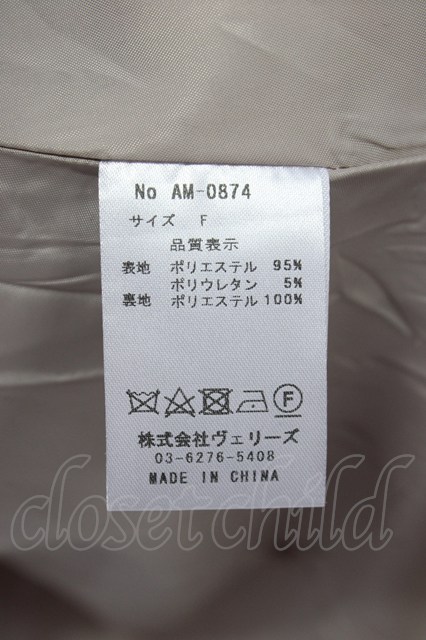 No AM-0874
サイズ F
品質表示
表地 ポリエステル 95%
ポリウレタン 5%
裏地 ポリエステル 100%
F
株式会社ヴェリーズ
03-6276-5408
MADE IN CHINA
closet child